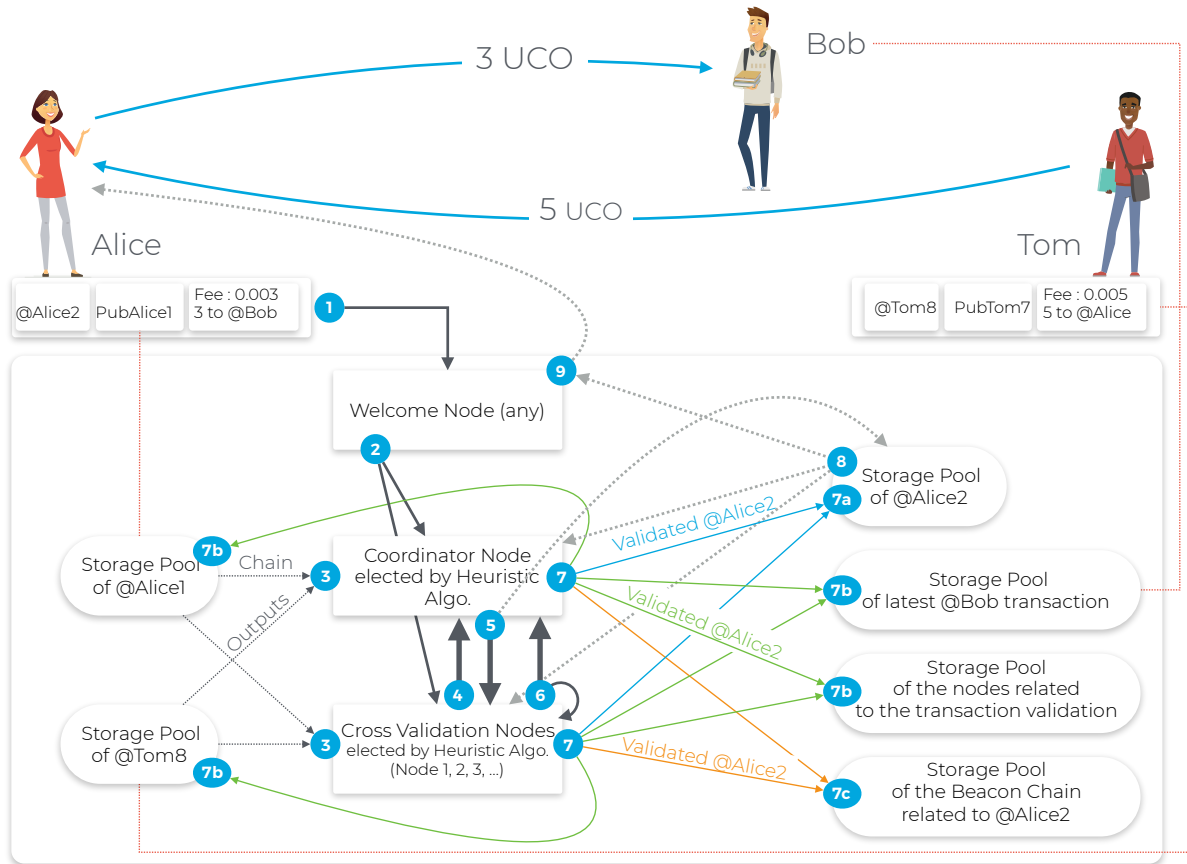 3 UCO
Bob
5 UCO
Alice
Tom
@Alice2
PubAlice1
Fee : 0.003
3 to @Bob
1
@Tom8
PubTom7
Fee : 0.005
5 to @Alice
9
Welcome Node (any)
2
8
Storage Pool
of @Alice2
7a
Validated @Alice2
7b
Storage Pool
of @Alice1
Chain
3
Coordinator Node
elected by Heuristic
Algo.
7
7b
Storage Pool
of latest @Bob transaction
Validated @Alice2
Outputs
5
4
6
7b
Storage Pool
of the nodes related
to the transaction validation
Storage Pool
of @Tom8
7b
3
Cross Validation Nodes
elected by Heuristic Algo.
(Node 1, 2, 3, ...)
7
Validated @Alice2
7c
Storage Pool
of the Beacon Chain
related to @Alice2